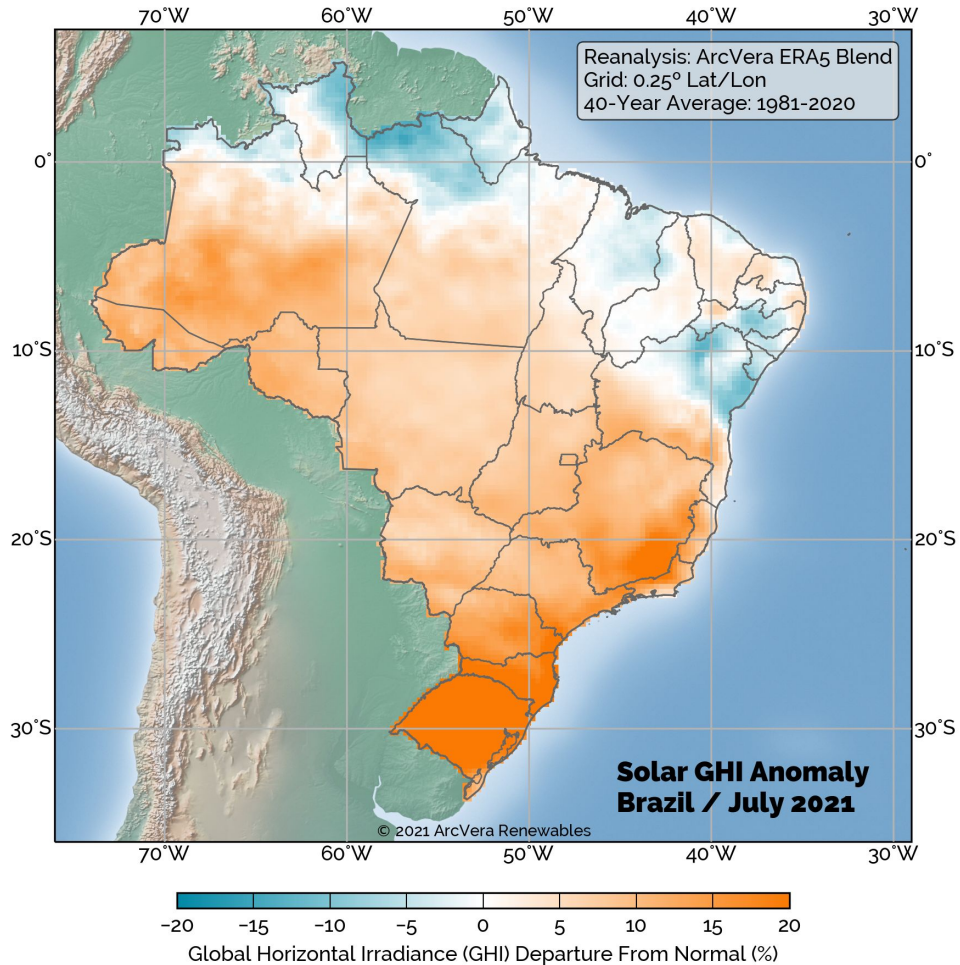 70°W 60°W 50°W 40°W 30°W
Reanalysis: ArcVera ERA5 Blend
Grid: 0.25º Lat/Lon
40-Year Average: 1981-2020
0° 0°
10°S 10°S
20°S 20°S
30°S 30°S
Solar GHI Anomaly
Brazil / July 2021
© 2021 ArcVera Renewables
70°W 60°W 50°W 40°W 30°W
−20 −15 −10 −5 0 5 10 15 20
Global Horizontal Irradiance (GHI) Departure From Normal (%)